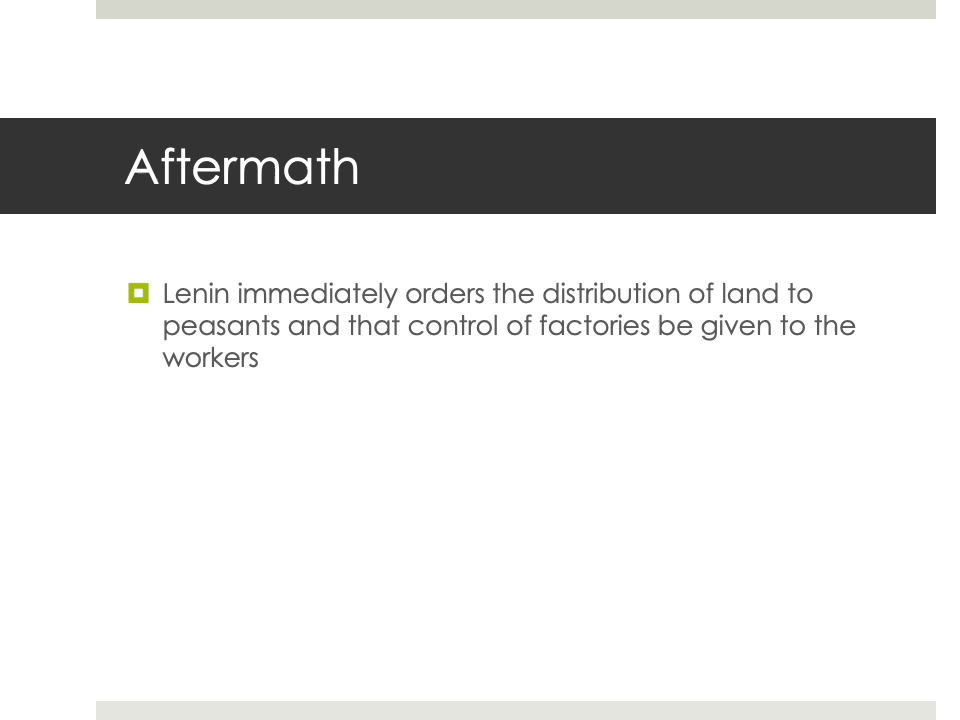 Aftermath
Lenin immediately orders the distribution of land to
peasants and that control of factories be given to the
workers